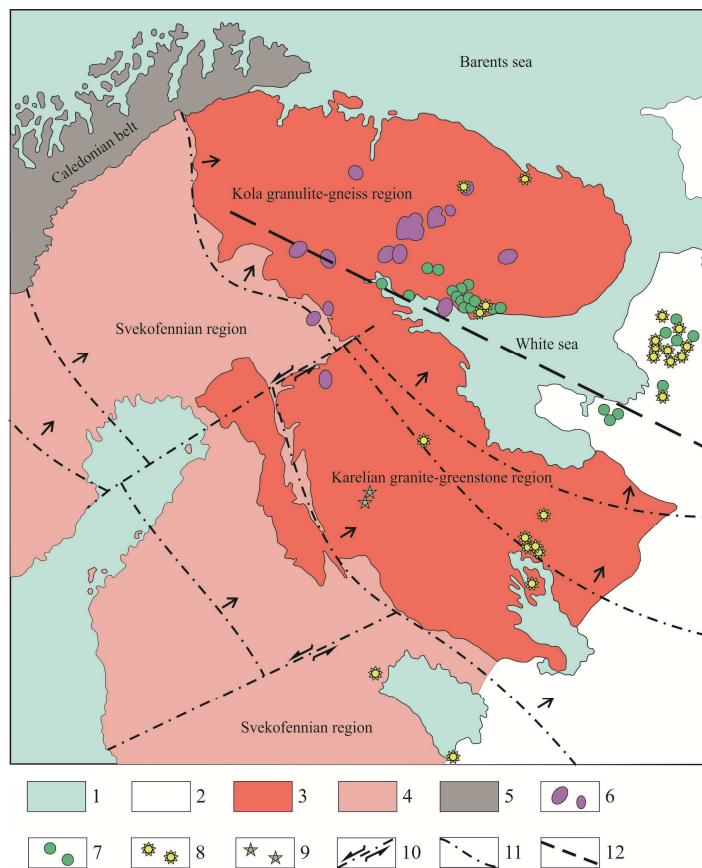 Barents sea
Caledonian belt
Kola granulite-gneiss region
Svekofennian region
White sea
Karelian granite-greenstone region
Svekofennian region
1 2 3 4 5 6
7 8 9 10 11 12